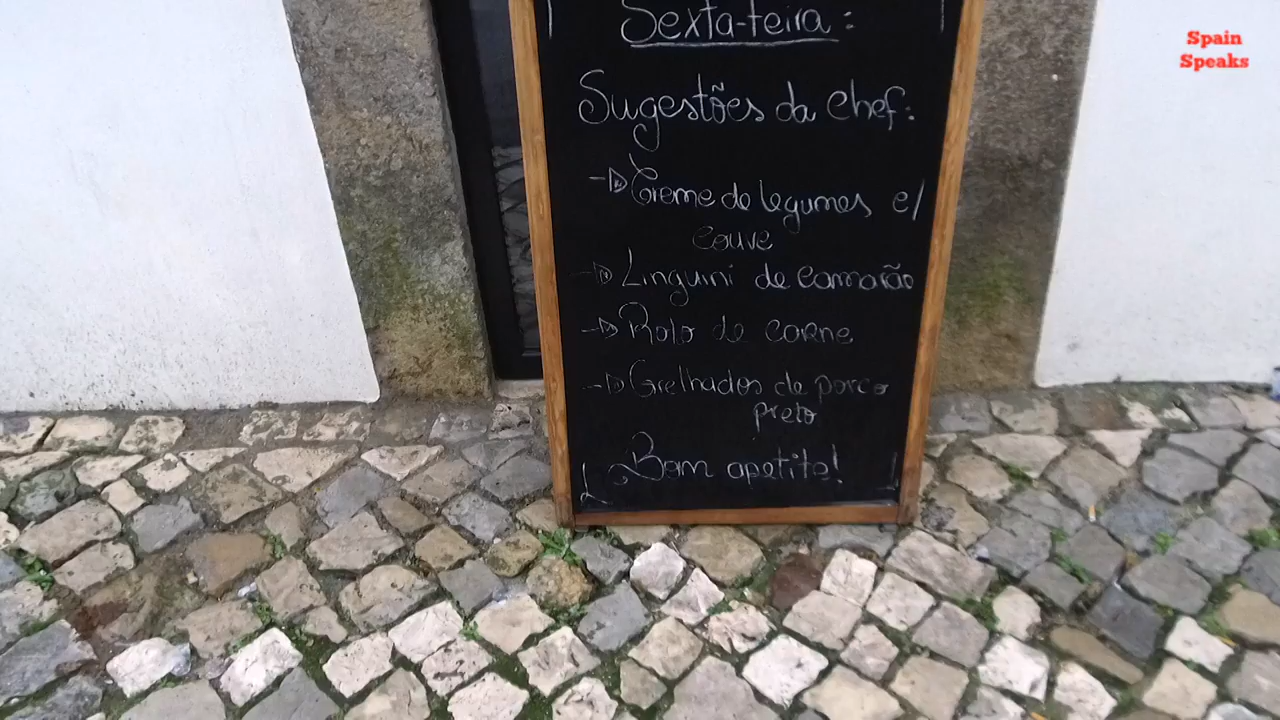 Sexta-feira:
Spain
Speaks
Sugestões da chef:
Creme de legumes c/
couve
Linguini de camarão
Rolo de carne
Grelhados de porco
preto
Bom apetite!